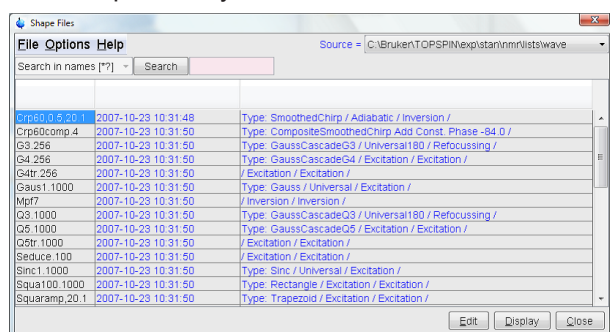 Shape Files
File Options Help Source = C:\Bruker\TOPSPIN\exp\stan\nmr\lists\wave
Search in names [*?] Search
Crp60,0.5,20.1 2007-10-23 10:31:48 Type: SmoothedChirp / Adiabatic / Inversion /
Crp60comp.4 2007-10-23 10:31:50 Type: CompositeSmoothedChirp Add Const. Phase -84.0 /
G3.256 2007-10-23 10:31:50 Type: GaussCascadeG3 / Universal180 / Refocussing /
G4.256 2007-10-23 10:31:50 Type: GaussCascadeG4 / Excitation / Excitation /
G4tr.256 2007-10-23 10:31:50 / Excitation / Excitation /
Gaus1.1000 2007-10-23 10:31:50 Type: Gauss / Universal / Excitation /
Mpf7 2007-10-23 10:31:50 / Inversion / Inversion /
Q3.1000 2007-10-23 10:31:50 Type: GaussCascadeQ3 / Universal180 / Refocussing /
Q5.1000 2007-10-23 10:31:50 Type: GaussCascadeQ5 / Excitation / Excitation /
Q5tr.1000 2007-10-23 10:31:50 / Excitation / Excitation /
Seduce.100 2007-10-23 10:31:50 / Excitation / Excitation /
Sinc1.1000 2007-10-23 10:31:50 Type: Sinc / Universal / Excitation /
Squa100.1000 2007-10-23 10:31:50 Type: Rectangle / Excitation / Excitation /
Squaramp,20.1 2007-10-23 10:31:50 Type: Trapezoid / Excitation / Excitation /
Edit Display Close